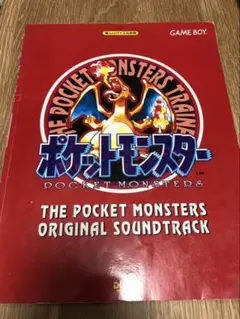 GAME BOY
THE POCKET MONSTERS TRAINER
ポケットモンスター
POCKET MONSTERS
THE POCKET MONSTERS
ORIGINAL SOUNDTRACK